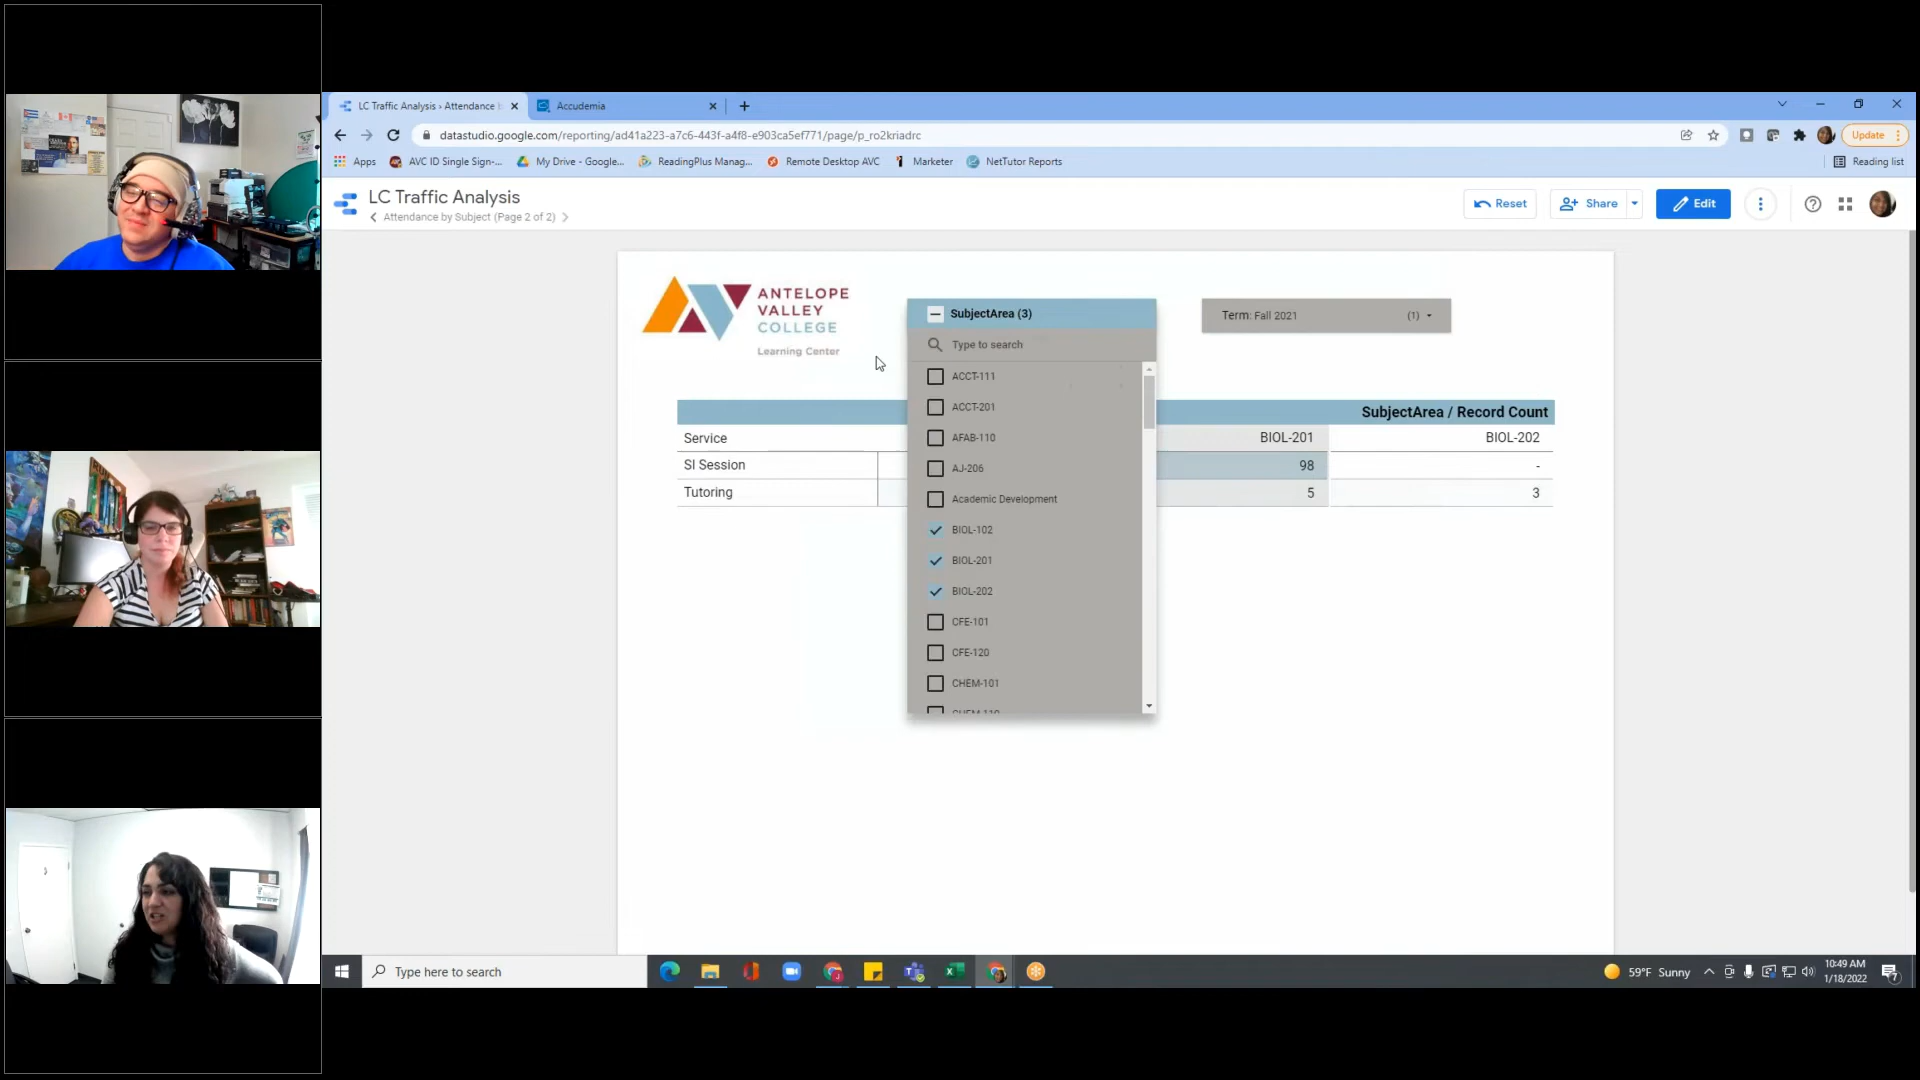 LC Traffic Analysis › Attendance b
Accudemia
datastudio.google.com/reporting/ad41a223-a7c6-443f-a4f8-e903ca5ef771/page/p_ro2kriadrc
Update
Apps
AVC ID Single Sign-...
My Drive - Google...
ReadingPlus Manag...
Remote Desktop AVC
Marketer
NetTutor Reports
Reading list
LC Traffic Analysis
Attendance by Subject (Page 2 of 2)
Reset
Share
Edit
ANTELOPE
VALLEY
COLLEGE
Learning Center
SubjectArea (3)
Type to search
Term: Fall 2021 (1)
ACCT-111
ACCT-201
AFAB-110
AJ-206
Academic Development
BIOL-102
BIOL-201
BIOL-202
CFE-101
CFE-120
CHEM-101
CHEM-110
SubjectArea / Record Count
Service BIOL-201 BIOL-202
SI Session 98 -
Tutoring 5 3
Type here to search
59°F Sunny
10:49 AM
1/18/2022
7